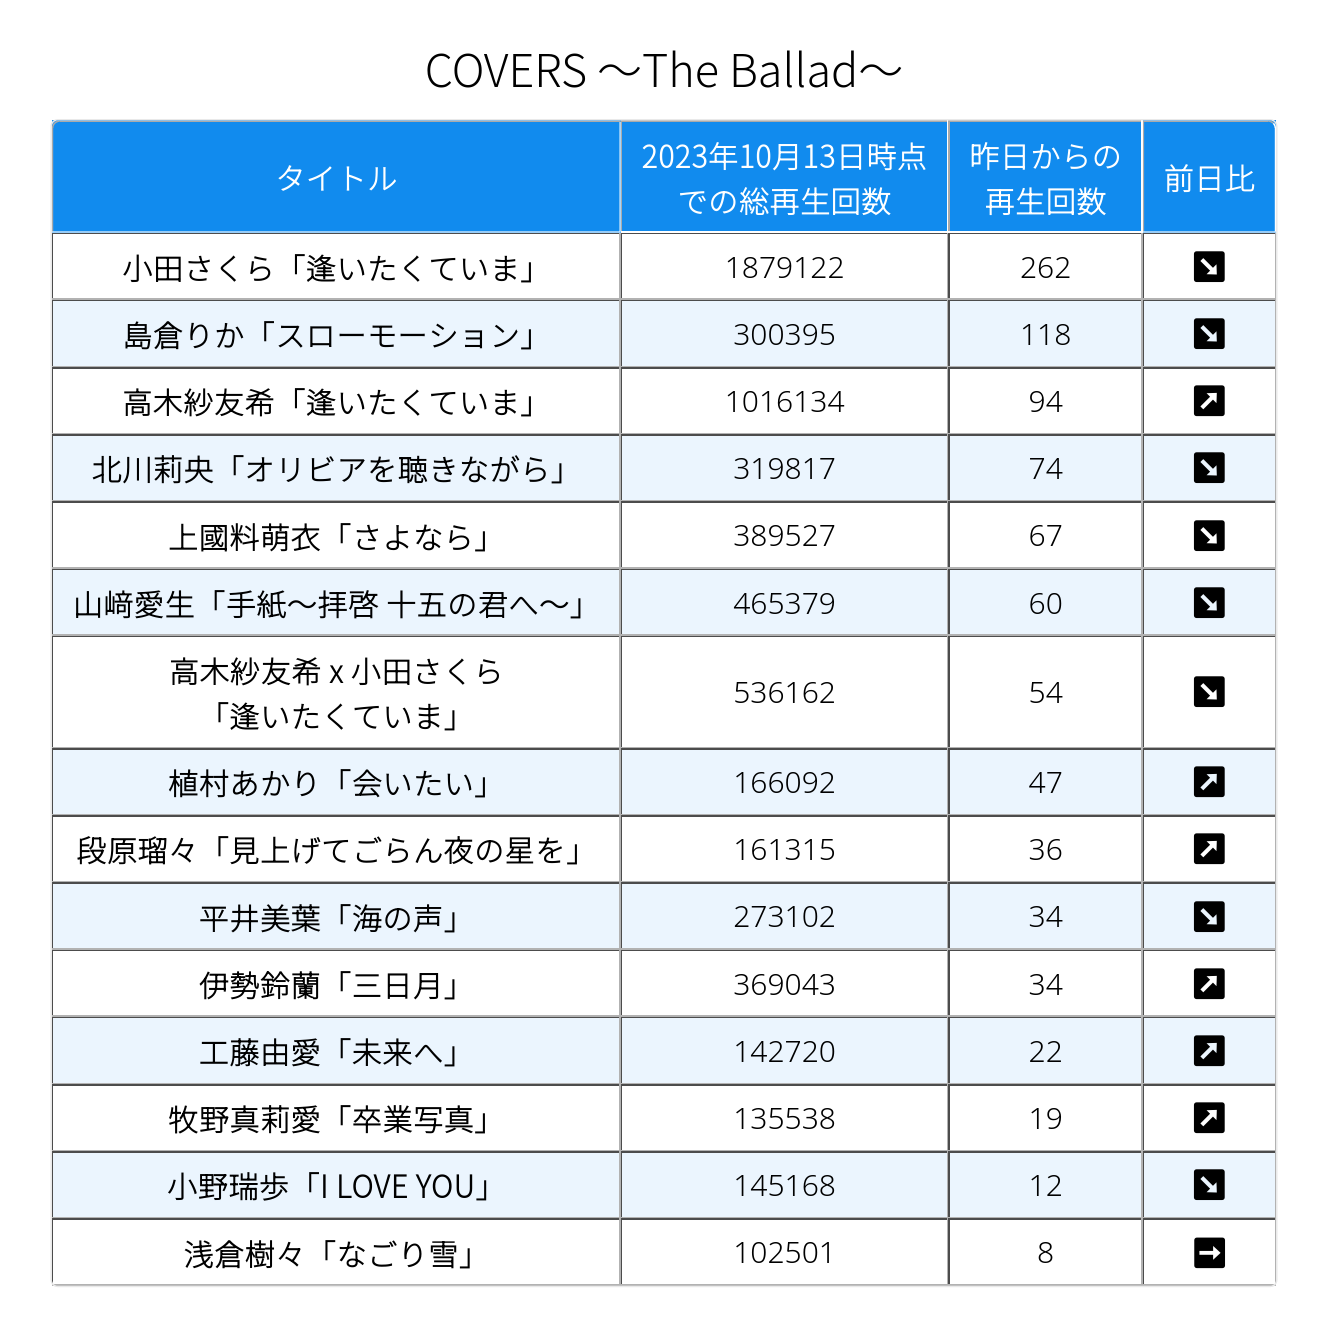 COVERS ～The Ballad～
タイトル
2023年10月13日時点
での総再生回数
昨日からの
再生回数
前日比
小田さくら「逢いたくていま」 1879122 262 ↘
島倉りか「スローモーション」 300395 118 ↘
高木紗友希「逢いたくていま」 1016134 94 ↗
北川莉央「オリビアを聴きながら」 319817 74 ↘
上國料萌衣「さよなら」 389527 67 ↘
山﨑愛生「手紙～拝啓 十五の君へ～」 465379 60 ↘
高木紗友希 x 小田さくら
「逢いたくていま」 536162 54 ↘
植村あかり「会いたい」 166092 47 ↗
段原瑠々「見上げてごらん夜の星を」 161315 36 ↗
平井美葉「海の声」 273102 34 ↘
伊勢鈴蘭「三日月」 369043 34 ↗
工藤由愛「未来へ」 142720 22 ↗
牧野真莉愛「卒業写真」 135538 19 ↗
小野瑞歩「I LOVE YOU」 145168 12 ↘
浅倉樹々「なごり雪」 102501 8 →